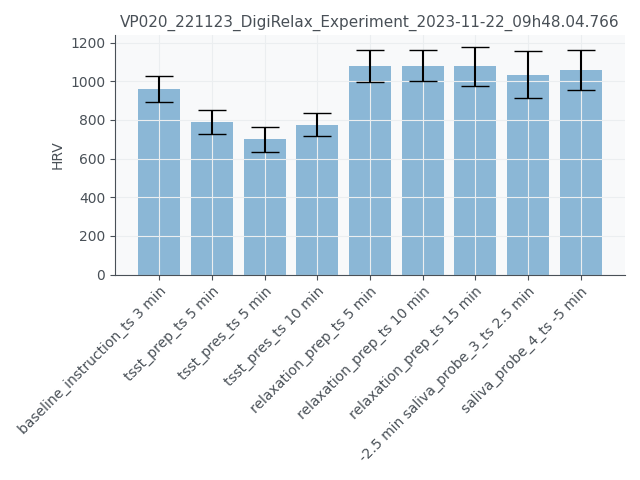 VP020_221123_DigiRelax_Experiment_2023-11-22_09h48.04.766
1200
1000
800
600
400
200
0
HRV
baseline_instruction_ts 3 min
tsst_prep_ts 5 min
tsst_pres_ts 5 min
tsst_pres_ts 10 min
relaxation_prep_ts 5 min
relaxation_prep_ts 10 min
relaxation_prep_ts 15 min
-2.5 min saliva_probe_3_ts 2.5 min
saliva_probe_4_ts -5 min